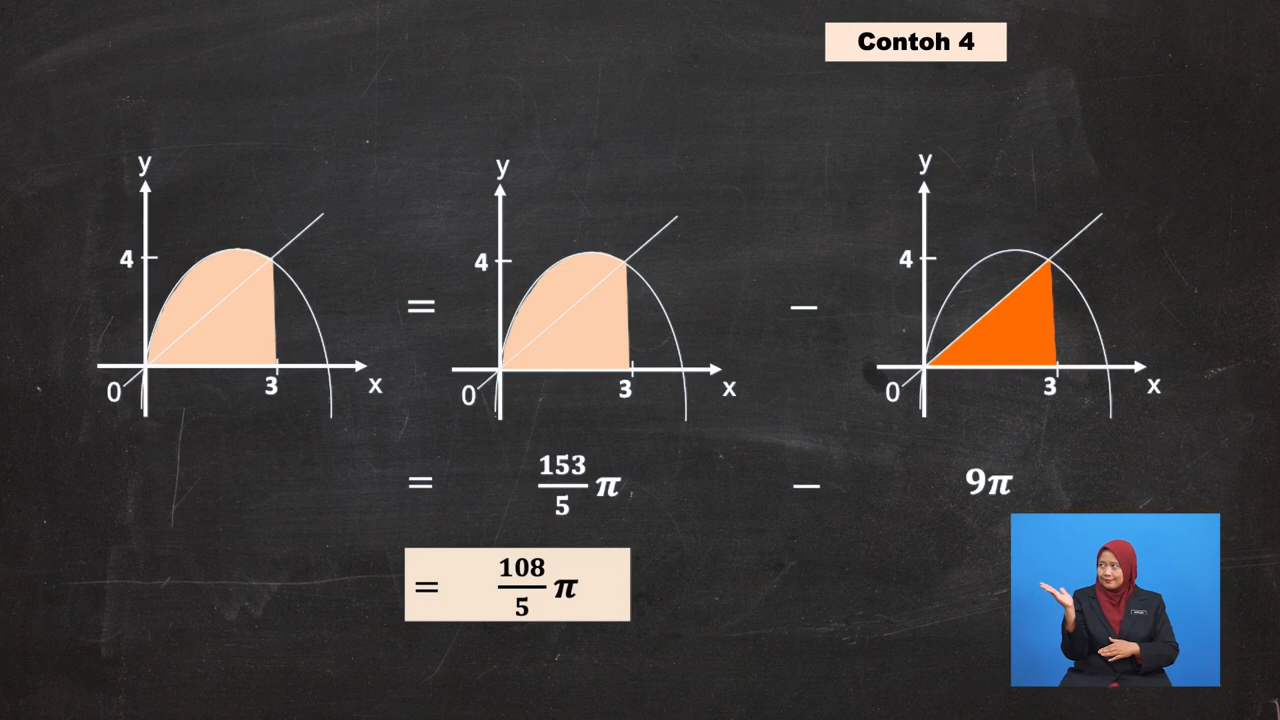 Contoh 4
y y y
4 4 4
= −
0 3 x 0 3 x 0 3 x
= 153/5 π − 9π
= 108/5 π